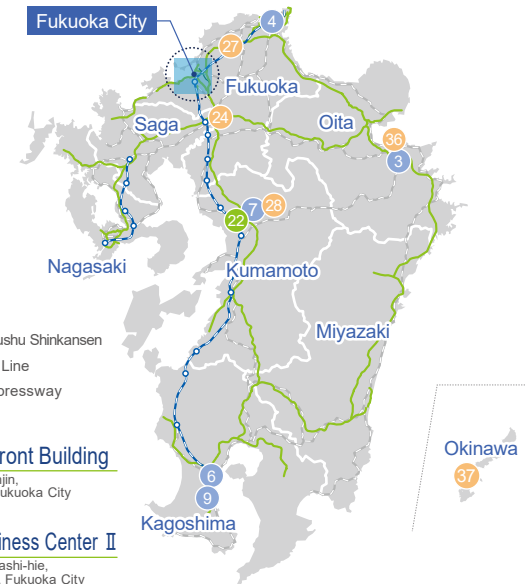 Fukuoka City
4
27
Fukuoka
24
Saga
Oita
36
3
7
28
22
Nagasaki
Kumamoto
ushu Shinkansen
Miyazaki
Line
pressway
ront Building
jin,
ukuoka City
Okinawa
37
6
9
Kagoshima
iness Center Ⅱ
ashi-hie,
, Fukuoka City